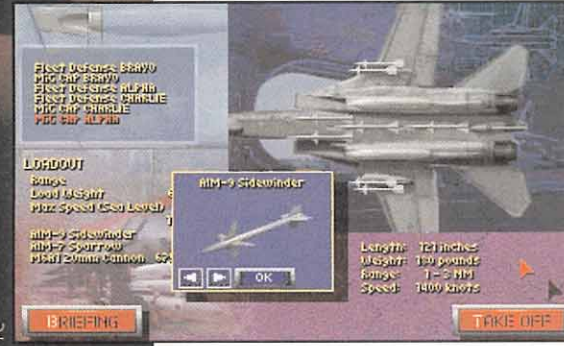 Fleet Defense BRAVO
MiG CAP BRAVO
Fleet Defense ALPHA
Fleet Defense CHARLIE
MiG CAP CHARLIE
MiG CAP ALPHA
LOADOUT
Range
Load Weight
Max Speed (Sea Level)
AIM-9 Sidewinder
AIM-7 Sparrow
M61A1 20mm Cannon
AIM-9 Sidewinder
OK
Length: 121 inches
Weight: 190 pounds
Range: 1 - 3 NM
Speed: 1400 knots
BRIEFING
TAKE OFF